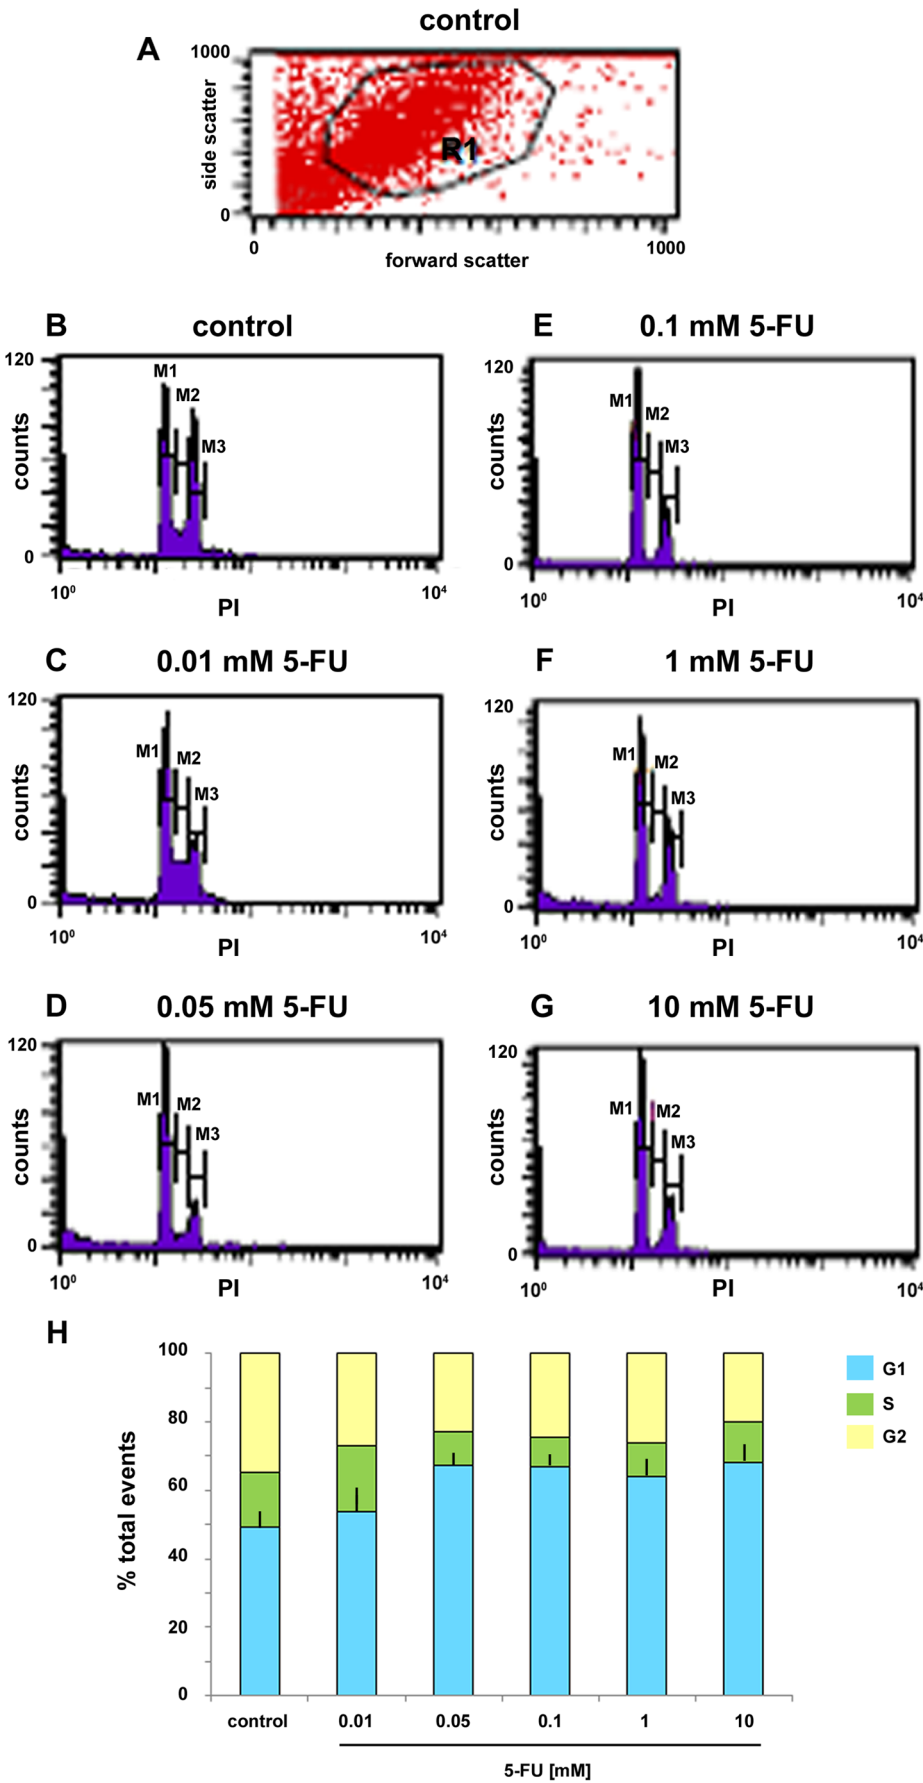 control
A
1000
side scatter
R1
0
0
1000
forward scatter
B
control
120
M1
M2
M3
counts
0
10⁰
PI
10⁴
E
0.1 mM 5-FU
120
M1
M2
M3
counts
0
10⁰
PI
10⁴
C
0.01 mM 5-FU
120
M1
M2
M3
counts
0
10⁰
PI
10⁴
F
1 mM 5-FU
120
M1
M2
M3
counts
0
10⁰
PI
10⁴
D
0.05 mM 5-FU
120
M1
M2
M3
counts
0
10⁰
PI
10⁴
G
10 mM 5-FU
120
M1
M2
M3
counts
0
10⁰
PI
10⁴
H
100
80
60
40
20
0
% total events
G1
S
G2
control
0.01
0.05
0.1
1
10
5-FU [mM]